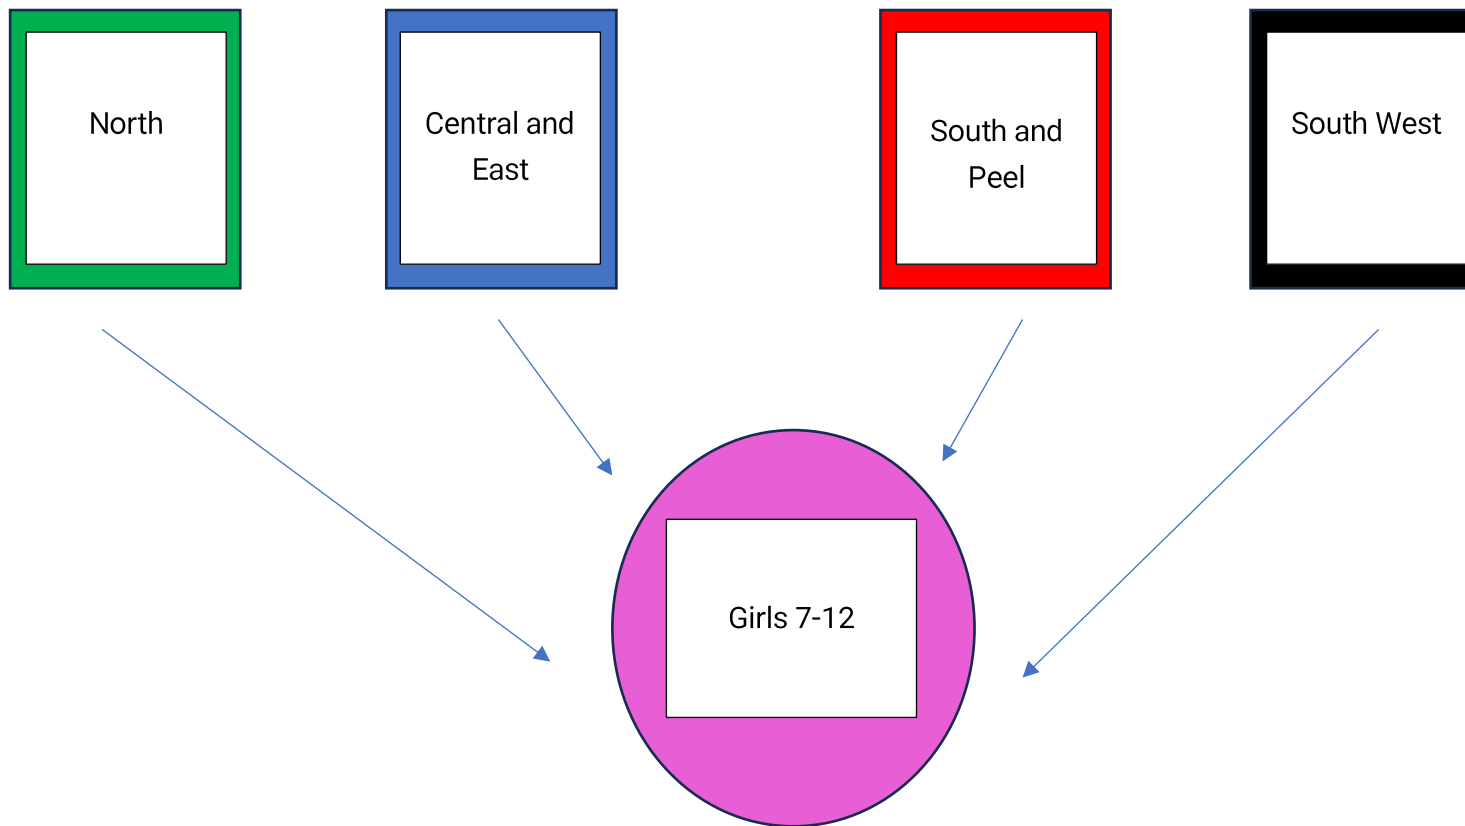 North
Central and
East
South and
Peel
South West
Girls 7-12